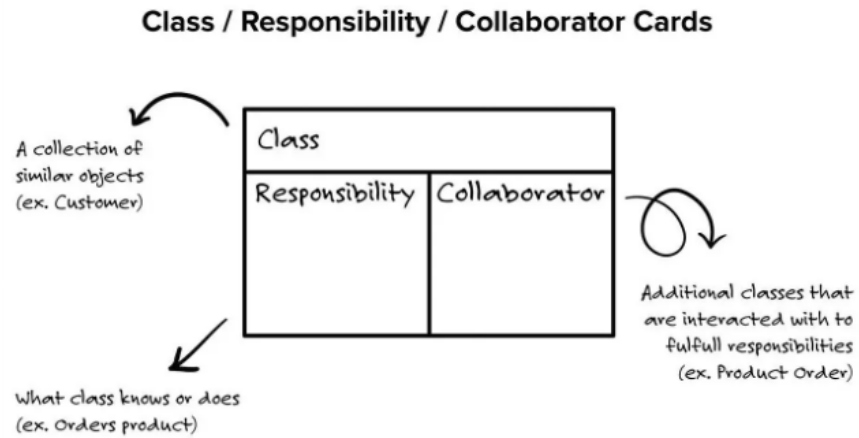 Class / Responsibility / Collaborator Cards
A collection of
similar objects
(ex. Customer)
Class
Responsibility
Collaborator
Additional classes that
are interacted with to
fulfull responsibilities
(ex. Product Order)
What class knows or does
(ex. Orders product)